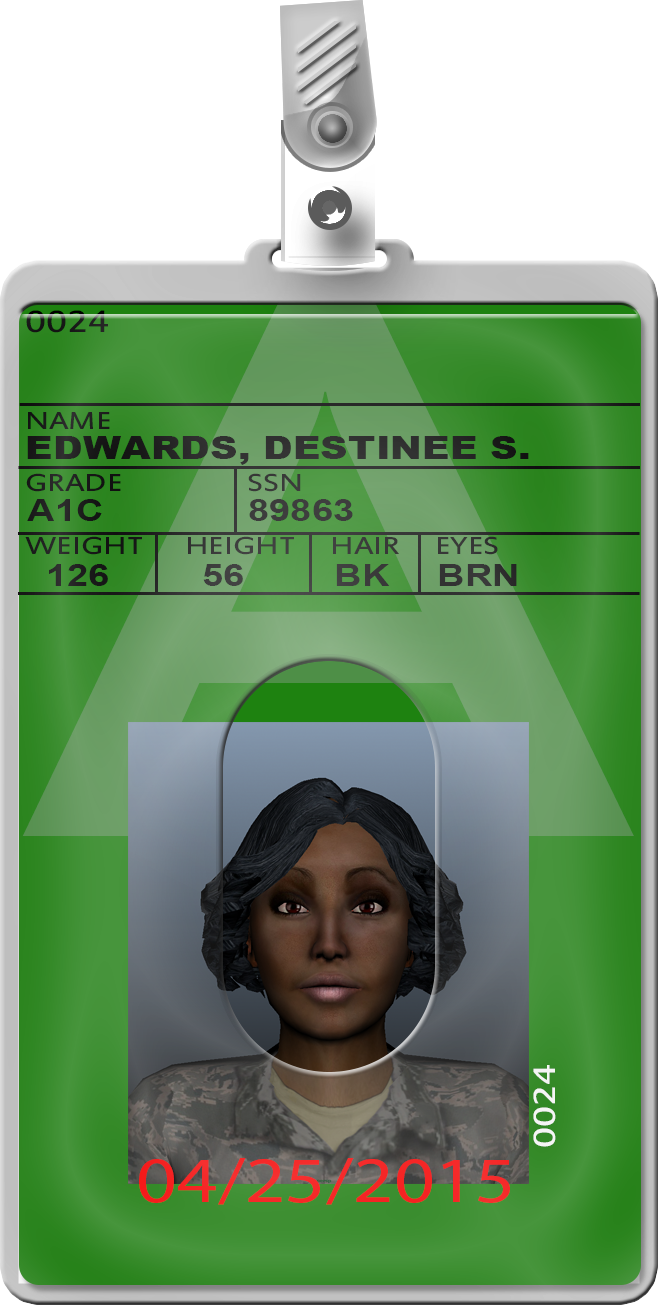 0024
NAME
EDWARDS, DESTINEE S.
GRADE SSN
A1C 89863
WEIGHT HEIGHT HAIR EYES
126 56 BK BRN
0024
04/25/2015